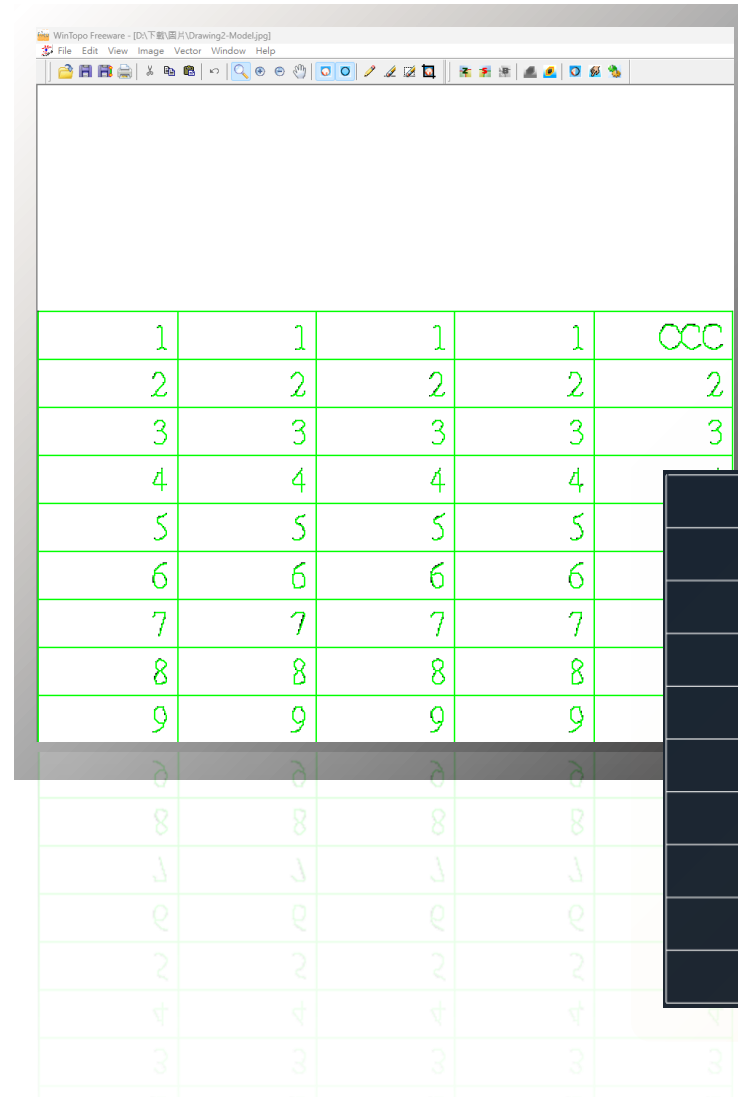 WinTopo Freeware - [D:\下載\圖片\Drawing2-Model.jpg]
File Edit View Image Vector Window Help
1 1 1 1 CCC
2 2 2 2 2
3 3 3 3 3
4 4 4 4
5 5 5 5
6 6 6 6
7 7 7 7
8 8 8 8
9 9 9 9